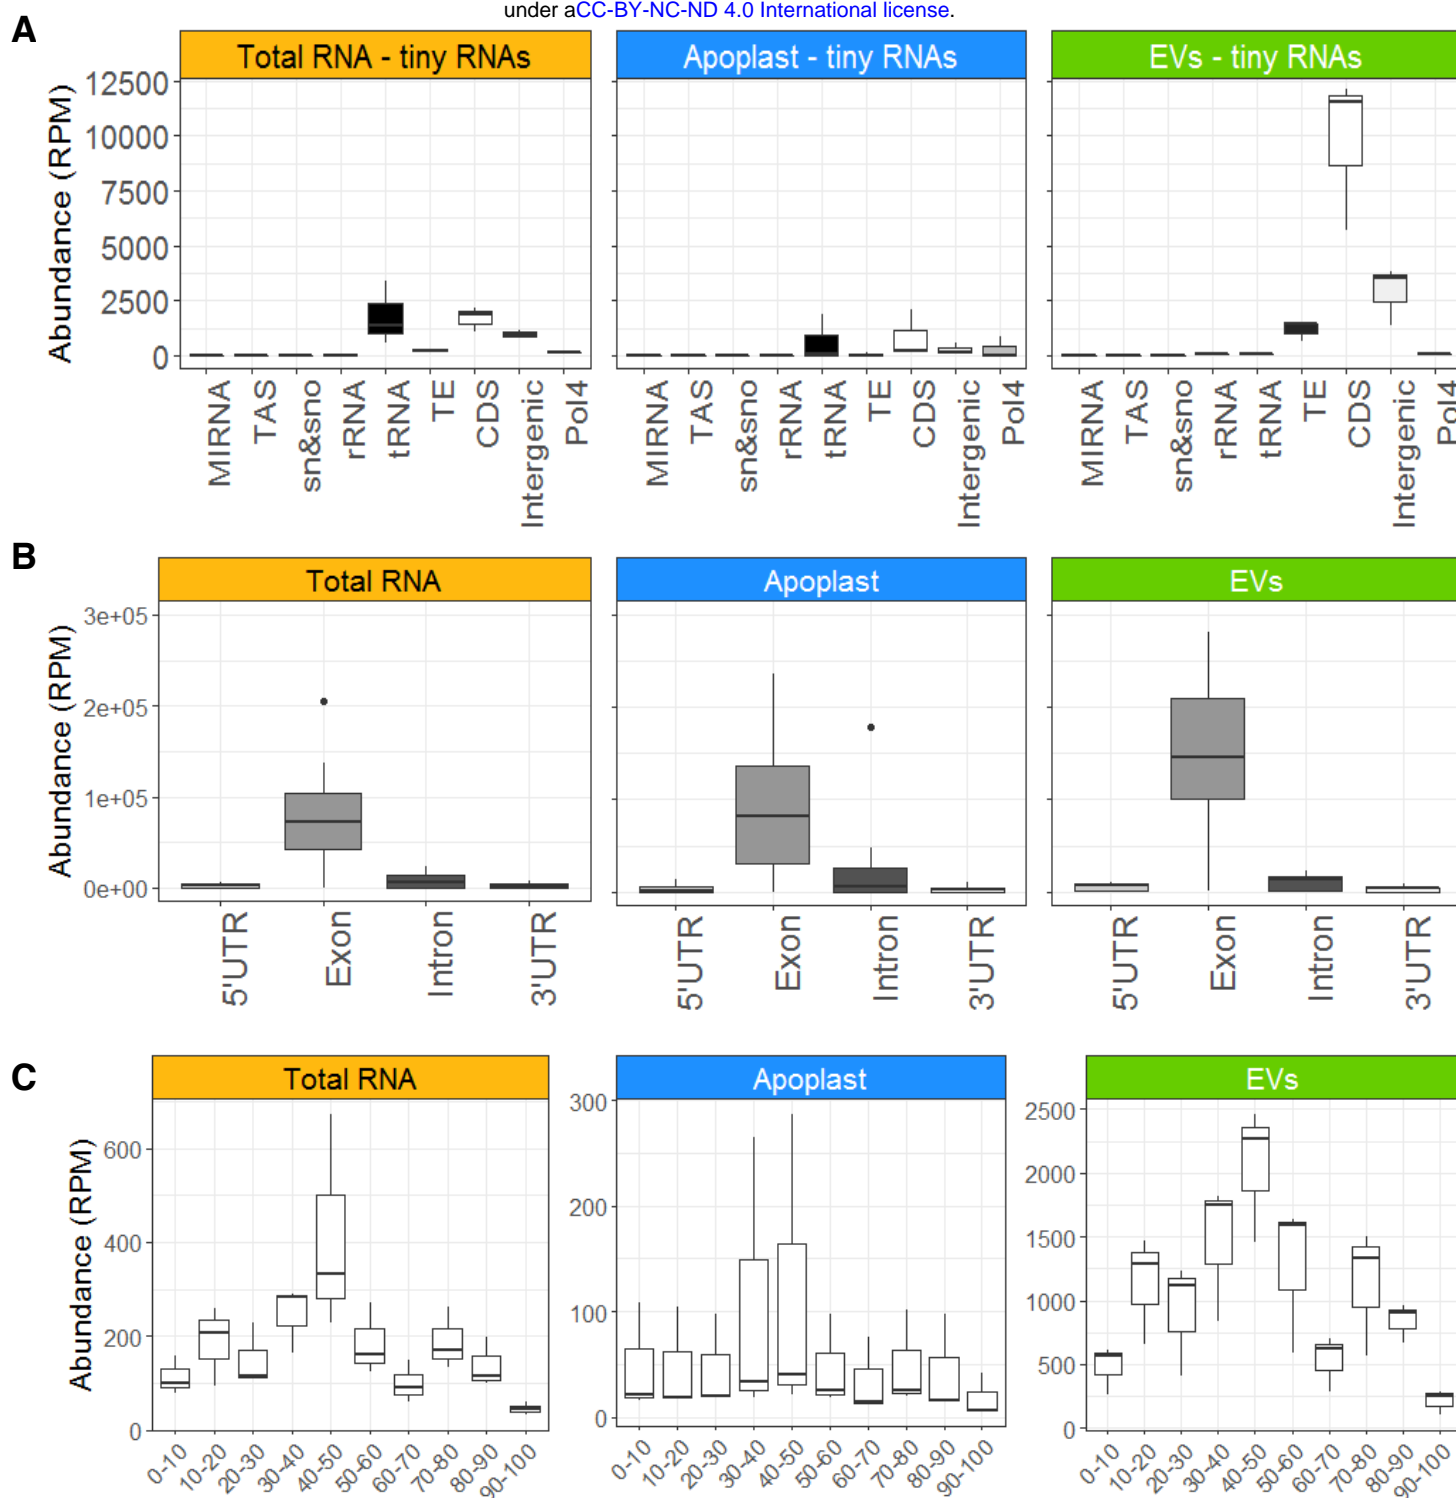 under aCC-BY-NC-ND 4.0 International license.
A
Total RNA - tiny RNAs
Apoplast - tiny RNAs
EVs - tiny RNAs
Abundance (RPM)
12500
10000
7500
5000
2500
0
MIRNA
TAS
sn&sno
rRNA
tRNA
TE
CDS
Intergenic
Pol4
MIRNA
TAS
sn&sno
rRNA
tRNA
TE
CDS
Intergenic
Pol4
MIRNA
TAS
sn&sno
rRNA
tRNA
TE
CDS
Intergenic
Pol4
B
Total RNA
Apoplast
EVs
Abundance (RPM)
3e+05
2e+05
1e+05
0e+00
5'UTR
Exon
Intron
3'UTR
5'UTR
Exon
Intron
3'UTR
5'UTR
Exon
Intron
3'UTR
C
Total RNA
Apoplast
EVs
Abundance (RPM)
600
400
200
0
300
200
100
0
2500
2000
1500
1000
500
0
0-10
10-20
20-30
30-40
40-50
50-60
60-70
70-80
80-90
90-100
0-10
10-20
20-30
30-40
40-50
50-60
60-70
70-80
80-90
90-100
0-10
10-20
20-30
30-40
40-50
50-60
60-70
70-80
80-90
90-100